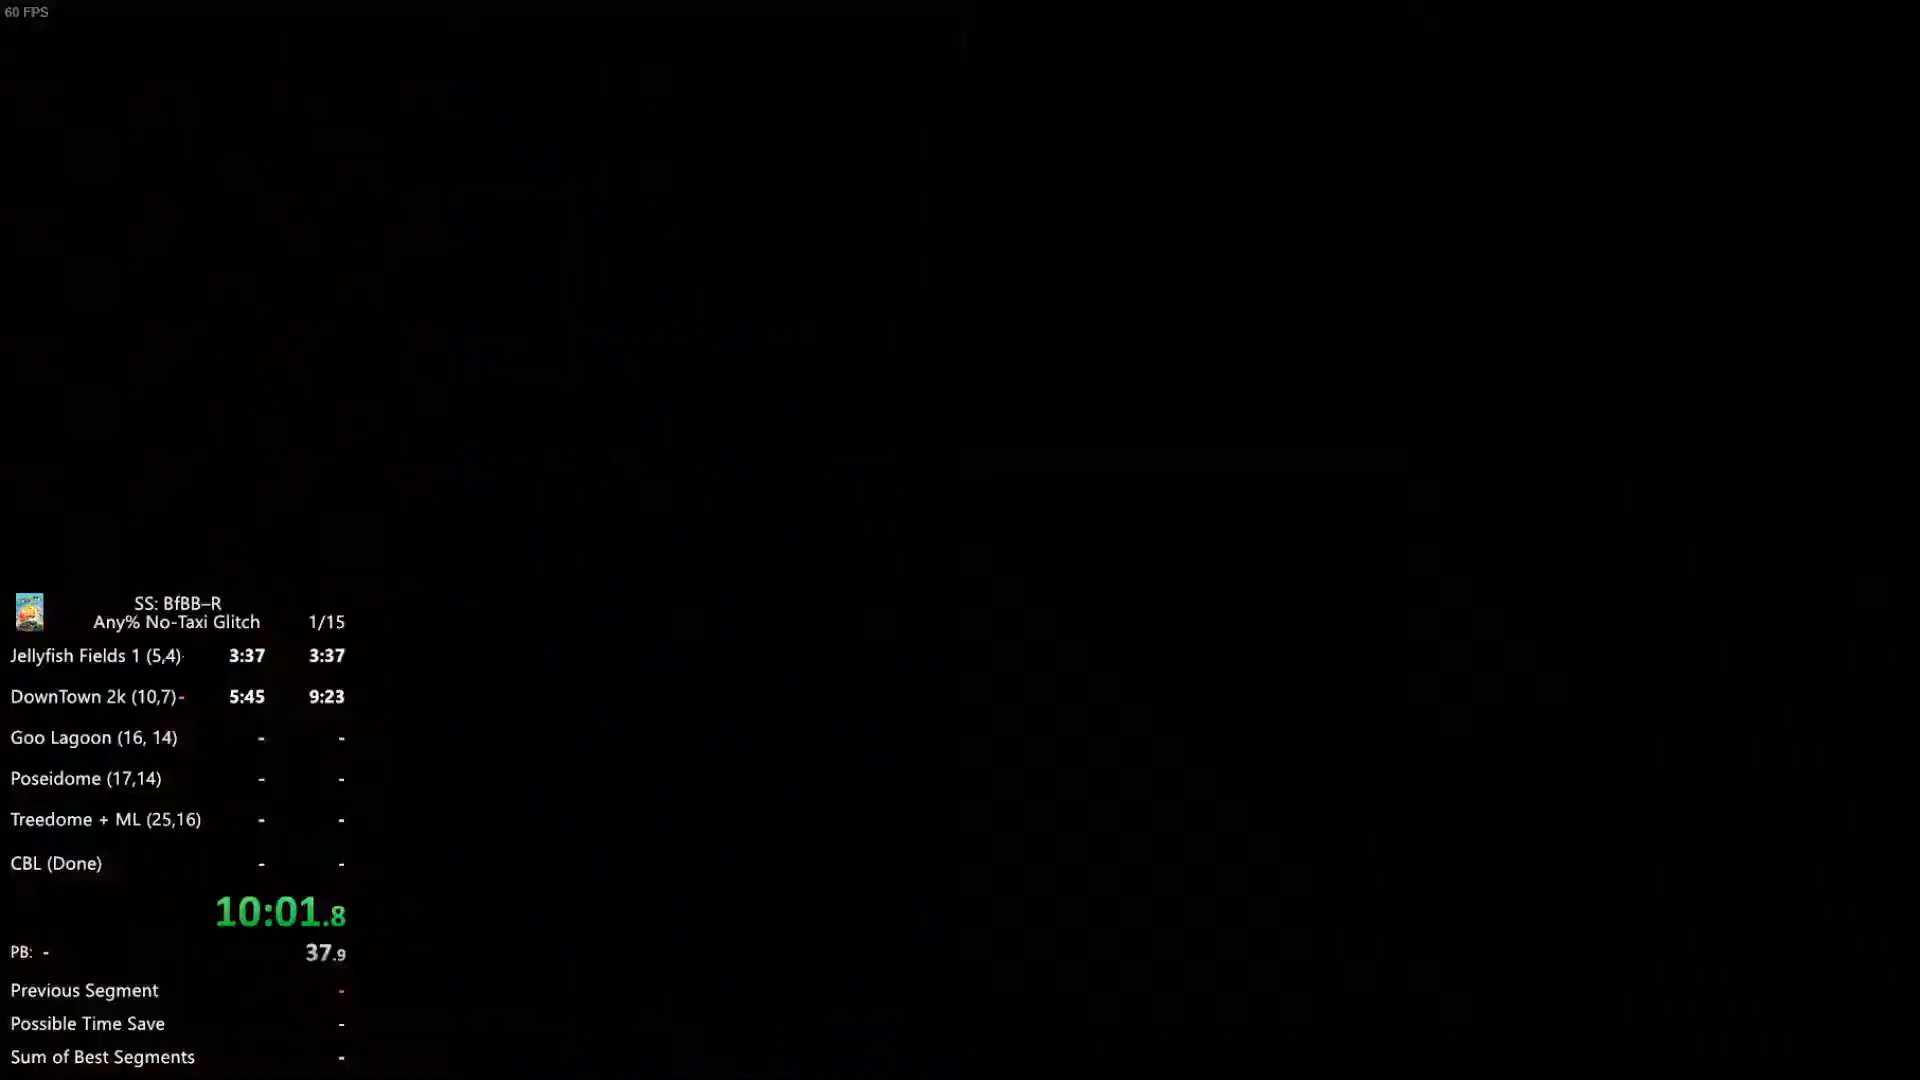 60 FPS
SS: BfBB–R
Any% No-Taxi Glitch 1/15
Jellyfish Fields 1 (5,4) 3:37 3:37
DownTown 2k (10,7)- 5:45 9:23
Goo Lagoon (16, 14) - -
Poseidome (17,14) - -
Treedome + ML (25,16) - -
CBL (Done) - -
10:01.8
PB: - 37.9
Previous Segment -
Possible Time Save -
Sum of Best Segments -